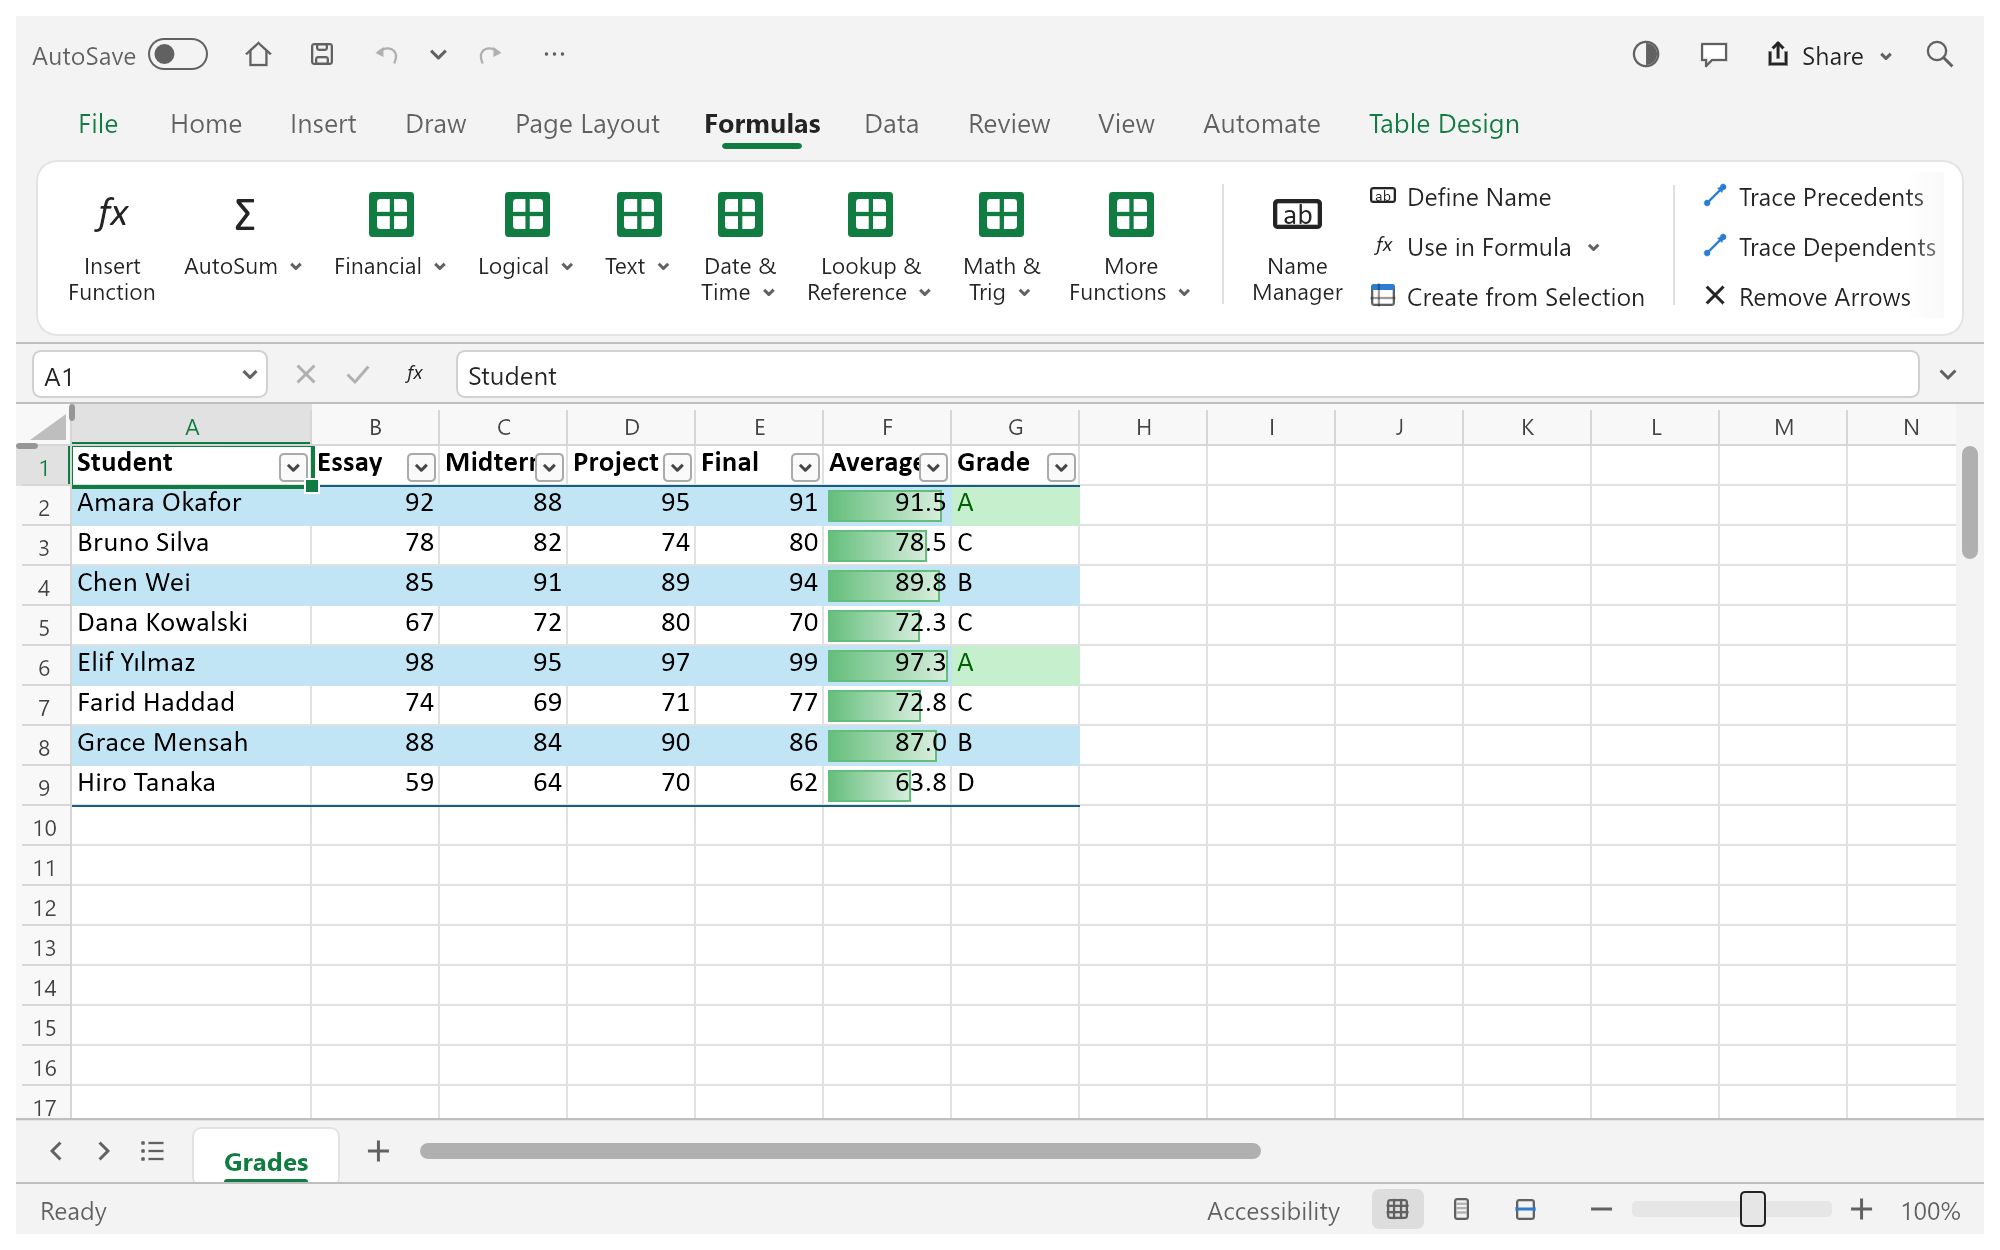 AutoSave Share
File Home Insert Draw Page Layout Formulas Data Review View Automate Table Design
fx Σ ab
Insert Function AutoSum Financial Logical Text Date & Time Lookup & Reference Math & Trig More Functions Name Manager
ab Define Name
fx Use in Formula
Create from Selection
Trace Precedents
Trace Dependents
Remove Arrows
A1 fx Student
A B C D E F G H I J K L M N
1 Student Essay Midterm Project Final Average Grade
2 Amara Okafor 92 88 95 91 91.5 A
3 Bruno Silva 78 82 74 80 78.5 C
4 Chen Wei 85 91 89 94 89.8 B
5 Dana Kowalski 67 72 80 70 72.3 C
6 Elif Yılmaz 98 95 97 99 97.3 A
7 Farid Haddad 74 69 71 77 72.8 C
8 Grace Mensah 88 84 90 86 87.0 B
9 Hiro Tanaka 59 64 70 62 63.8 D
10
11
12
13
14
15
16
17
Grades
Ready Accessibility 100%